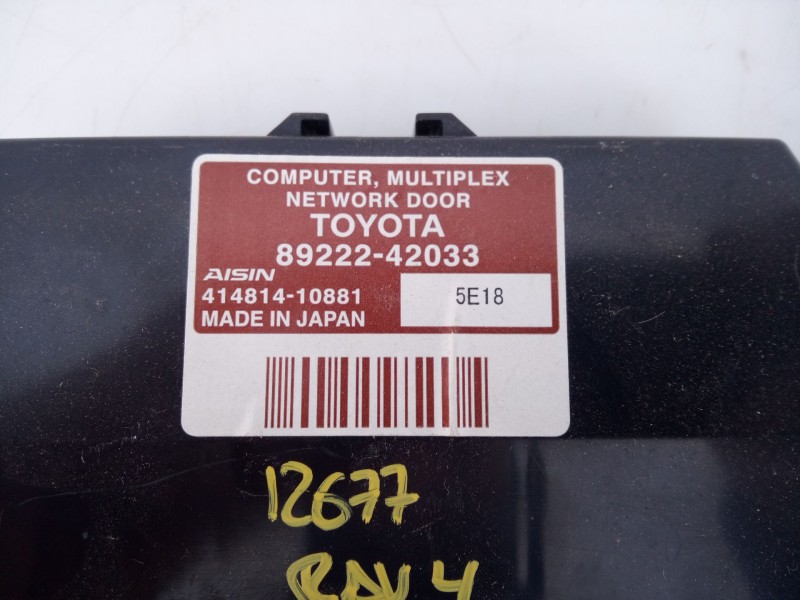 COMPUTER, MULTIPLEX
NETWORK DOOR
TOYOTA
89222-42033
AISIN
414814-10881
5E18
MADE IN JAPAN
12677
RAV4